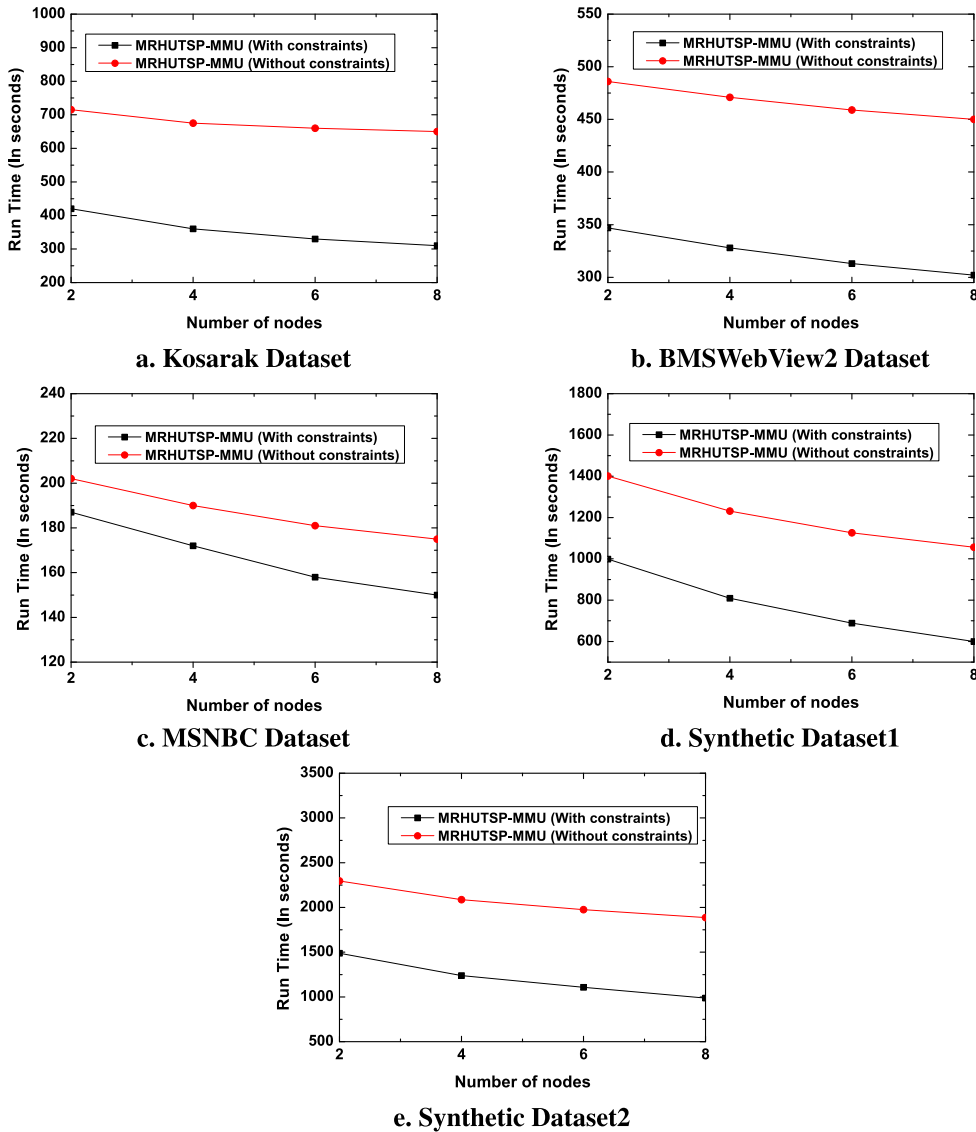 1000
900
800
700
600
500
400
300
200
Run Time (In seconds)
MRHUTSP-MMU (With constraints)
MRHUTSP-MMU (Without constraints)
2 4 6 8
Number of nodes
a. Kosarak Dataset
550
500
450
400
350
300
Run Time (In seconds)
MRHUTSP-MMU (With constraints)
MRHUTSP-MMU (Without constraints)
2 4 6 8
Number of nodes
b. BMSWebView2 Dataset
240
220
200
180
160
140
120
Run Time (In seconds)
MRHUTSP-MMU (With constraints)
MRHUTSP-MMU (Without constraints)
2 4 6 8
Number of nodes
c. MSNBC Dataset
1800
1600
1400
1200
1000
800
600
Run Time (In seconds)
MRHUTSP-MMU (With constraints)
MRHUTSP-MMU (Without constraints)
2 4 6 8
Number of nodes
d. Synthetic Dataset1
3500
3000
2500
2000
1500
1000
500
Run Time (In seconds)
MRHUTSP-MMU (With constraints)
MRHUTSP-MMU (Without constraints)
2 4 6 8
Number of nodes
e. Synthetic Dataset2